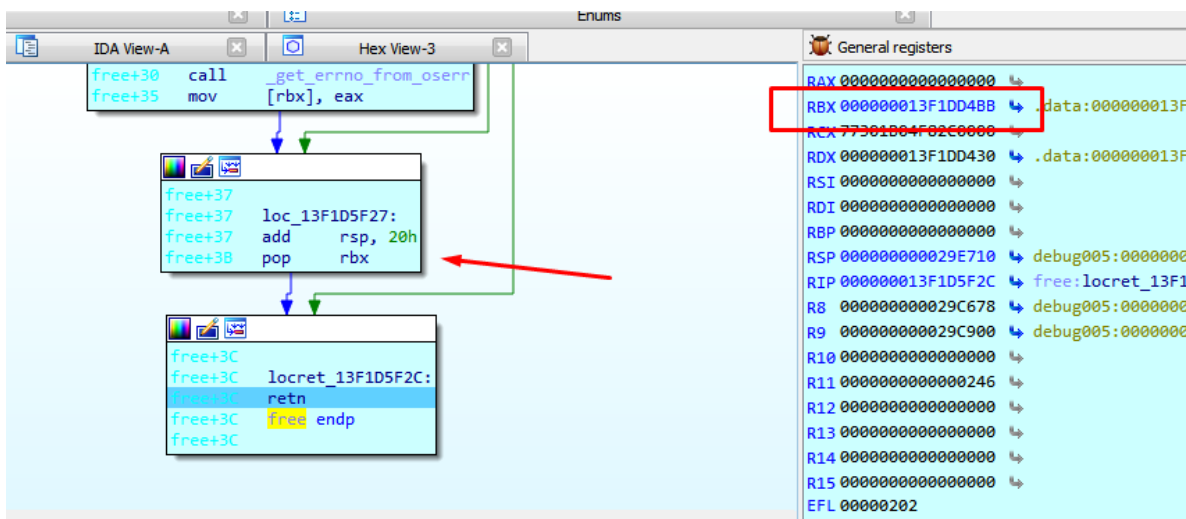 Enums
IDA View-A
Hex View-3
General registers
free+30 call _get_errno_from_oserr
free+35 mov [rbx], eax
free+37
free+37 loc_13F1D5F27:
free+37 add rsp, 20h
free+3B pop rbx
free+3C
free+3C locret_13F1D5F2C:
free+3C retn
free+3C free endp
free+3C
RAX 0000000000000000
RBX 000000013F1DD4BB .data:000000013F
RCX 77301B04F82C0000
RDX 000000013F1DD430 .data:000000013F
RSI 0000000000000000
RDI 0000000000000000
RBP 0000000000000000
RSP 000000000029E710 debug005:0000000
RIP 000000013F1D5F2C free:locret_13F1
R8 000000000029C678 debug005:0000000
R9 000000000029C900 debug005:0000000
R10 0000000000000000
R11 0000000000000246
R12 0000000000000000
R13 0000000000000000
R14 0000000000000000
R15 0000000000000000
EFL 00000202